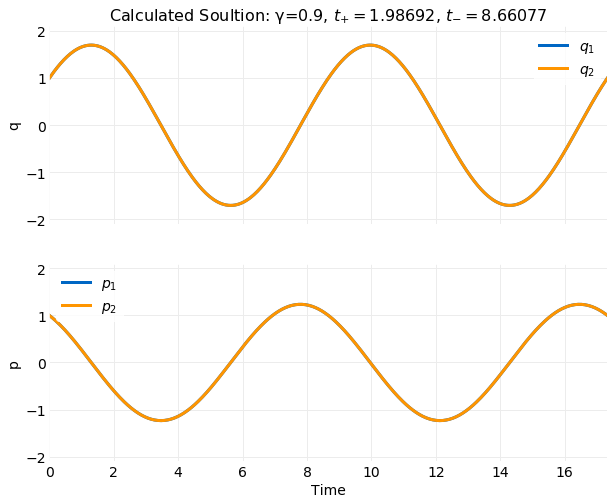 Calculated Soultion: γ=0.9, t₊ = 1.98692, t₋ = 8.66077
2
1
0
−1
−2
q
q₁
q₂
2
1
0
−1
−2
p
p₁
p₂
0 2 4 6 8 10 12 14 16
Time